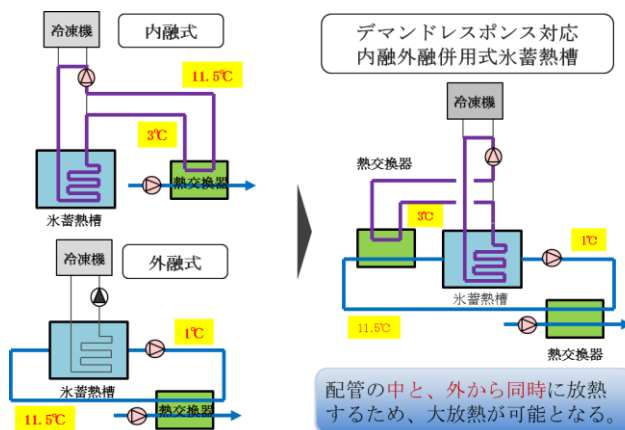 冷凍機
内融式
11.5℃
3℃
熱交換器
氷蓄熱槽
冷凍機
外融式
1℃
氷蓄熱槽
11.5℃
熱交換器
デマンドレスポンス対応
内融外融併用式氷蓄熱槽
冷凍機
熱交換器
3℃
1℃
氷蓄熱槽
11.5℃
熱交換器
配管の中と、外から同時に放熱
するため、大放熱が可能となる。